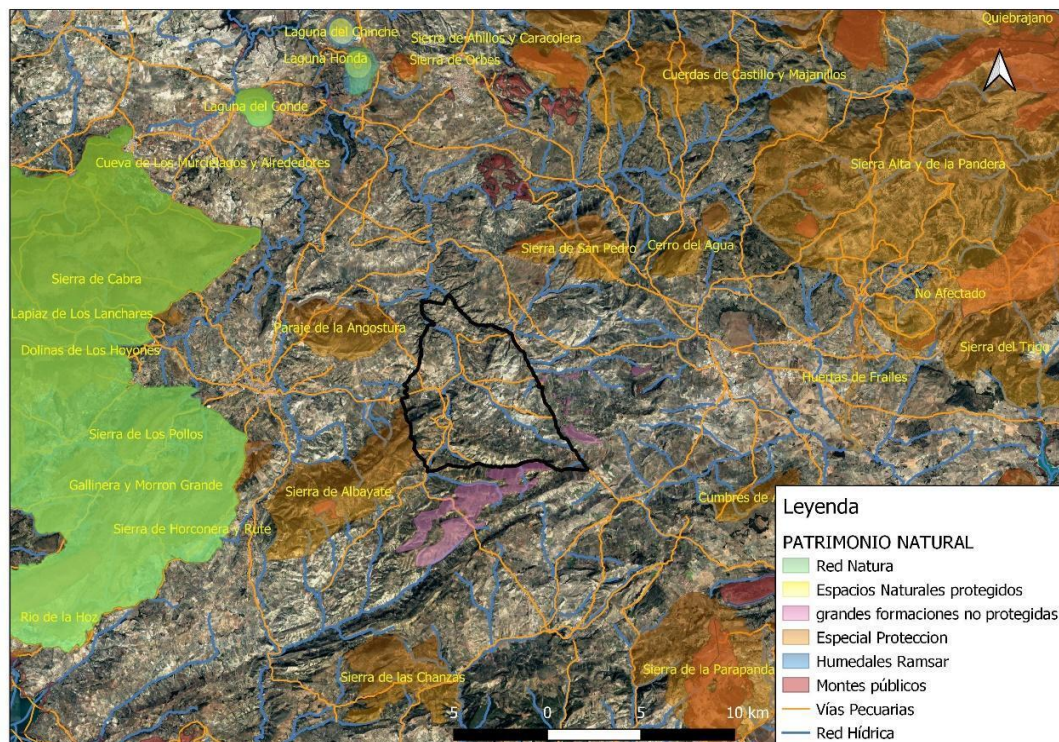 Quiebrajano
Laguna del Chinche
Sierra de Ahillos y Caracolera
Laguna Honda
Sierra de Orbes
Cuerdas de Castillo y Majanillos
Laguna del Conde
Cueva de Los Murciélagos y Alrededores
Sierra Alta y de la Pandera
Sierra de San Pedro
Cerro del Agua
Sierra de Cabra
No Afectado
Lapiaz de Los Lanchares
Paraje de la Angostura
Dolinas de Los Hoyones
Sierra del Trigo
Huertas de Frailes
Sierra de Los Pollos
Gallinera y Morron Grande
Sierra de Albayate
Cumbres de A
Sierra de Horconera y Rute
Rio de la Hoz
Sierra de las Chanzas
Sierra de la Parapanda
-5 0 5 10 km
Leyenda
PATRIMONIO NATURAL
Red Natura
Espacios Naturales protegidos
grandes formaciones no protegidas
Especial Proteccion
Humedales Ramsar
Montes públicos
Vías Pecuarias
Red Hídrica